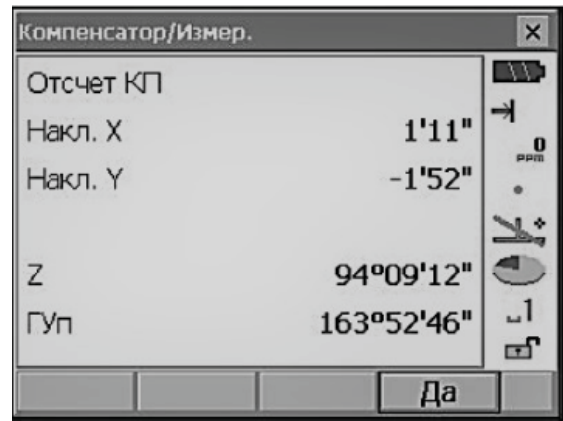 Компенсатор/Измер.
Отсчет КП
Накл. X 1'11"
Накл. Y -1'52"
Z 94°09'12"
ГУп 163°52'46"
0
PPM
1
Да